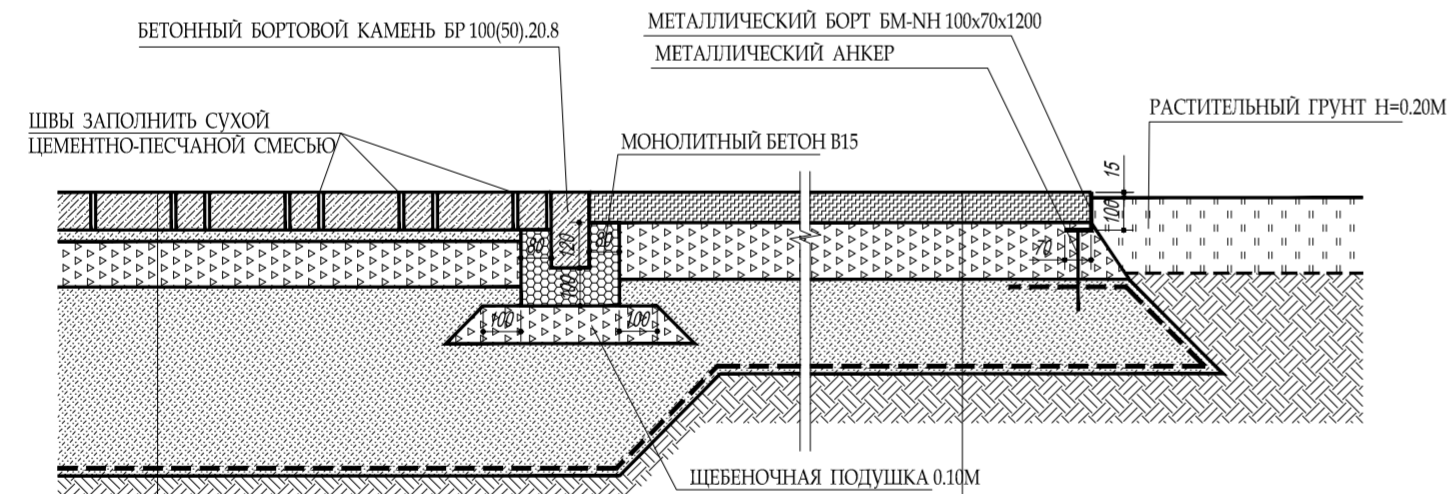 БЕТОННЫЙ БОРТОВОЙ КАМЕНЬ БР 100(50).20.8
МЕТАЛЛИЧЕСКИЙ БОРТ БМ-NH 100х70х1200
МЕТАЛЛИЧЕСКИЙ АНКЕР
РАСТИТЕЛЬНЫЙ ГРУНТ Н=0.20М
ШВЫ ЗАПОЛНИТЬ СУХОЙ
ЦЕМЕНТНО-ПЕСЧАНОЙ СМЕСЬЮ
МОНОЛИТНЫЙ БЕТОН В15
15
100
80
120
80
70
100
100
100
ЩЕБЕНОЧНАЯ ПОДУШКА 0.10М